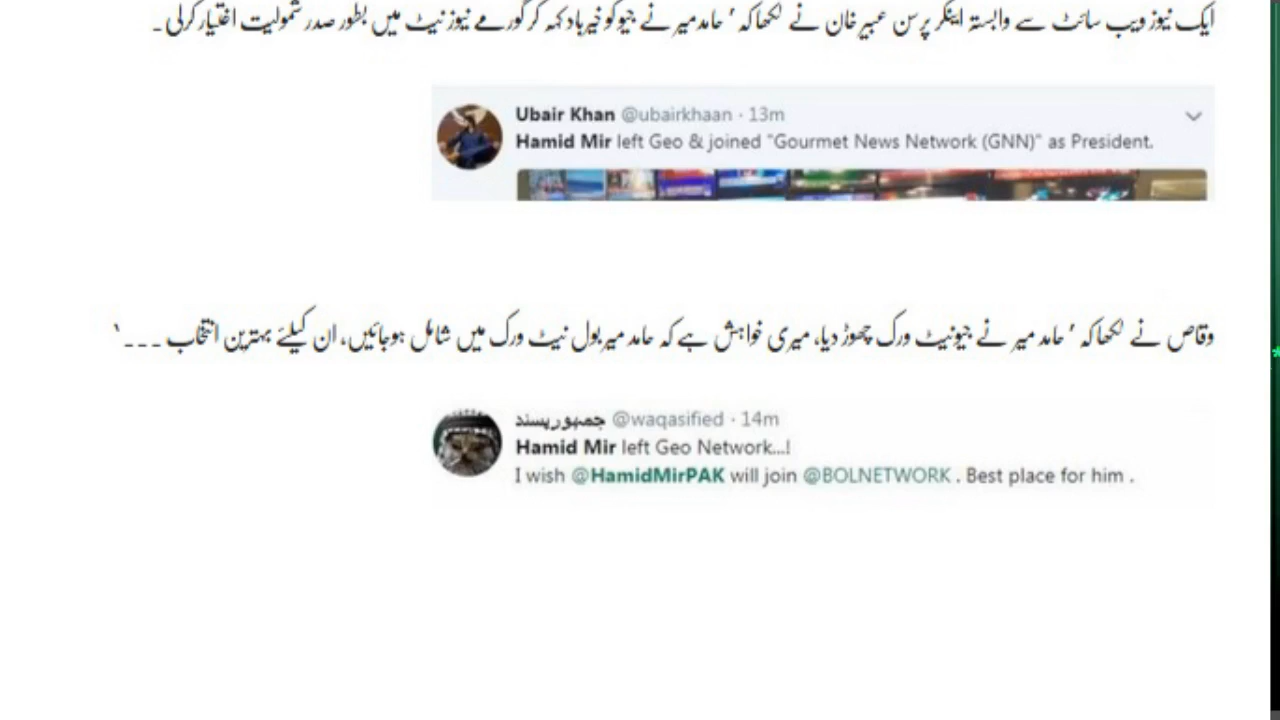 ایک نیوز ویب سائٹ سے وابستہ اینکر پرسن عبیر خان نے لکھا کہ ’ حامد میر نے جیو کو خیر باد کہہ کر گورمے نیوز نیٹ میں بطور صدر شمولیت اختیار کرلی۔
Ubair Khan @ubairkhaan · 13m
Hamid Mir left Geo & joined "Gourmet News Network (GNN)" as President.
وقاص نے لکھا کہ ’ حامد میر نے جیو نیٹ ورک چھوڑ دیا، میری خواہش ہے کہ حامد میر بول نیٹ ورک میں شامل ہوجائیں، ان کیلئے بہترین انتخاب ۔۔۔‘
جمہور پسند @waqasified · 14m
Hamid Mir left Geo Network...!
I wish @HamidMirPAK will join @BOLNETWORK . Best place for him .